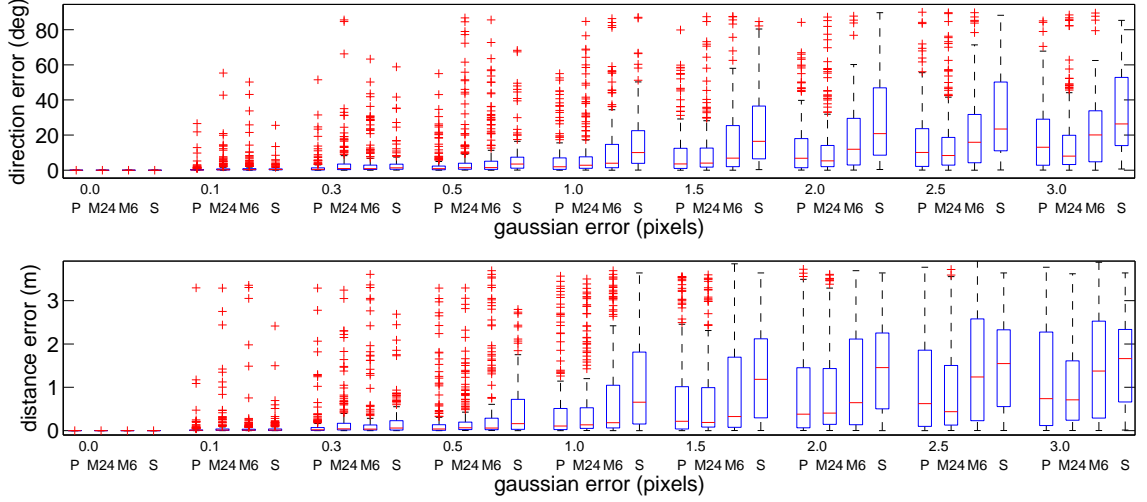 direction error (deg)
80
60
40
20
0
0.0 0.1 0.3 0.5 1.0 1.5 2.0 2.5 3.0
P M24 M6 S P M24 M6 S P M24 M6 S P M24 M6 S P M24 M6 S P M24 M6 S P M24 M6 S P M24 M6 S P M24 M6 S
gaussian error (pixels)
distance error (m)
3
2
1
0
0.0 0.1 0.3 0.5 1.0 1.5 2.0 2.5 3.0
P M24 M6 S P M24 M6 S P M24 M6 S P M24 M6 S P M24 M6 S P M24 M6 S P M24 M6 S P M24 M6 S P M24 M6 S
gaussian error (pixels)